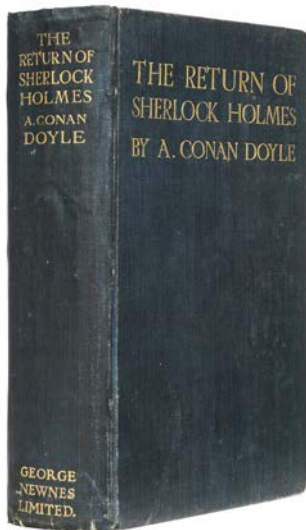 THE
RETURN OF
SHERLOCK
HOLMES
A. CONAN
DOYLE
GEORGE
NEWNES
LIMITED.
THE RETURN OF
SHERLOCK HOLMES
BY A. CONAN DOYLE